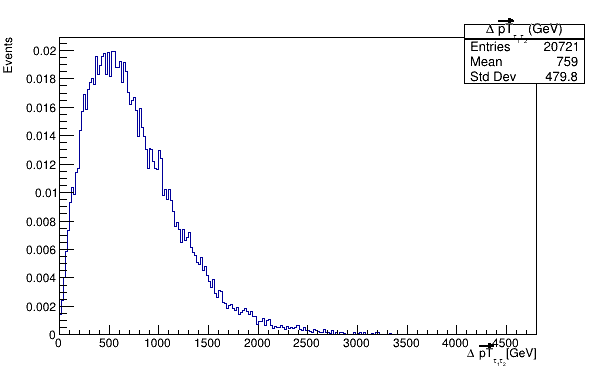 Δ pT τ₁τ₂ (GeV)
Entries 20721
Mean 759
Std Dev 479.8
Events
0.02
0.018
0.016
0.014
0.012
0.01
0.008
0.006
0.004
0.002
0
0 500 1000 1500 2000 2500 3000 3500 4000 4500
Δ pT τ₁τ₂ [GeV]